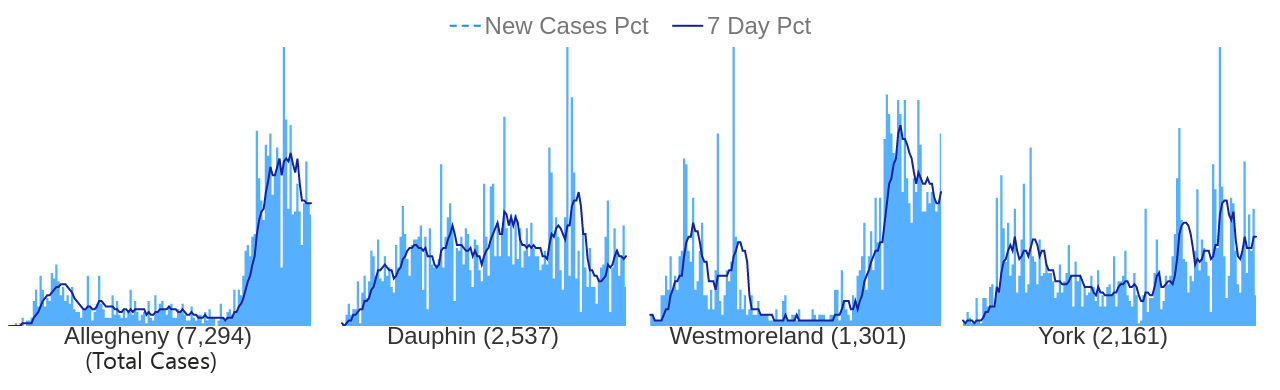 New Cases Pct 7 Day Pct
Allegheny (7,294) Dauphin (2,537) Westmoreland (1,301) York (2,161)
(Total Cases)